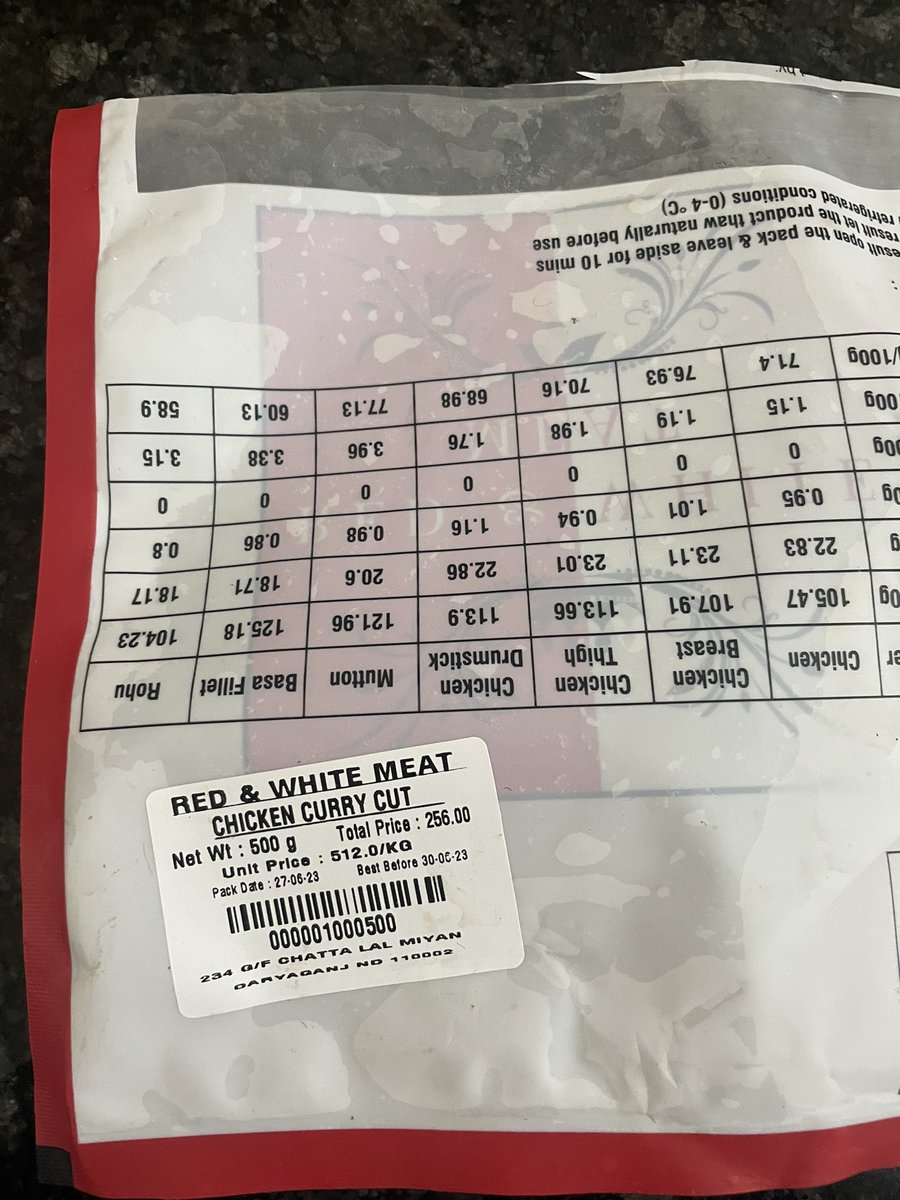 RED & WHITE MEAT
CHICKEN CURRY CUT
Net Wt : 500 g Total Price : 256.00
Unit Price : 512.0/KG
Pack Date : 27-06-23 Best Before 30-06-23
000001000500
234 G/F CHATTA LAL MIYAN
DARYAGANJ ND 110002
Chicken Chicken Breast Chicken Thigh Chicken Drumstick Mutton Basa Fillet Rohu
105.47 107.91 113.66 113.9 121.96 125.18 104.23
22.83 23.11 23.01 22.86 20.6 18.71 18.17
0.95 1.01 0.94 1.16 0.98 0.86 0.8
0 0 0 0 0 0 0
1.15 1.19 1.98 1.76 3.96 3.38 3.15
/100g 71.4 76.93 70.16 68.98 77.13 60.13 58.9
result open the pack & leave aside for 10 mins
result let the product thaw naturally before use
refrigerated conditions (0-4 °C)